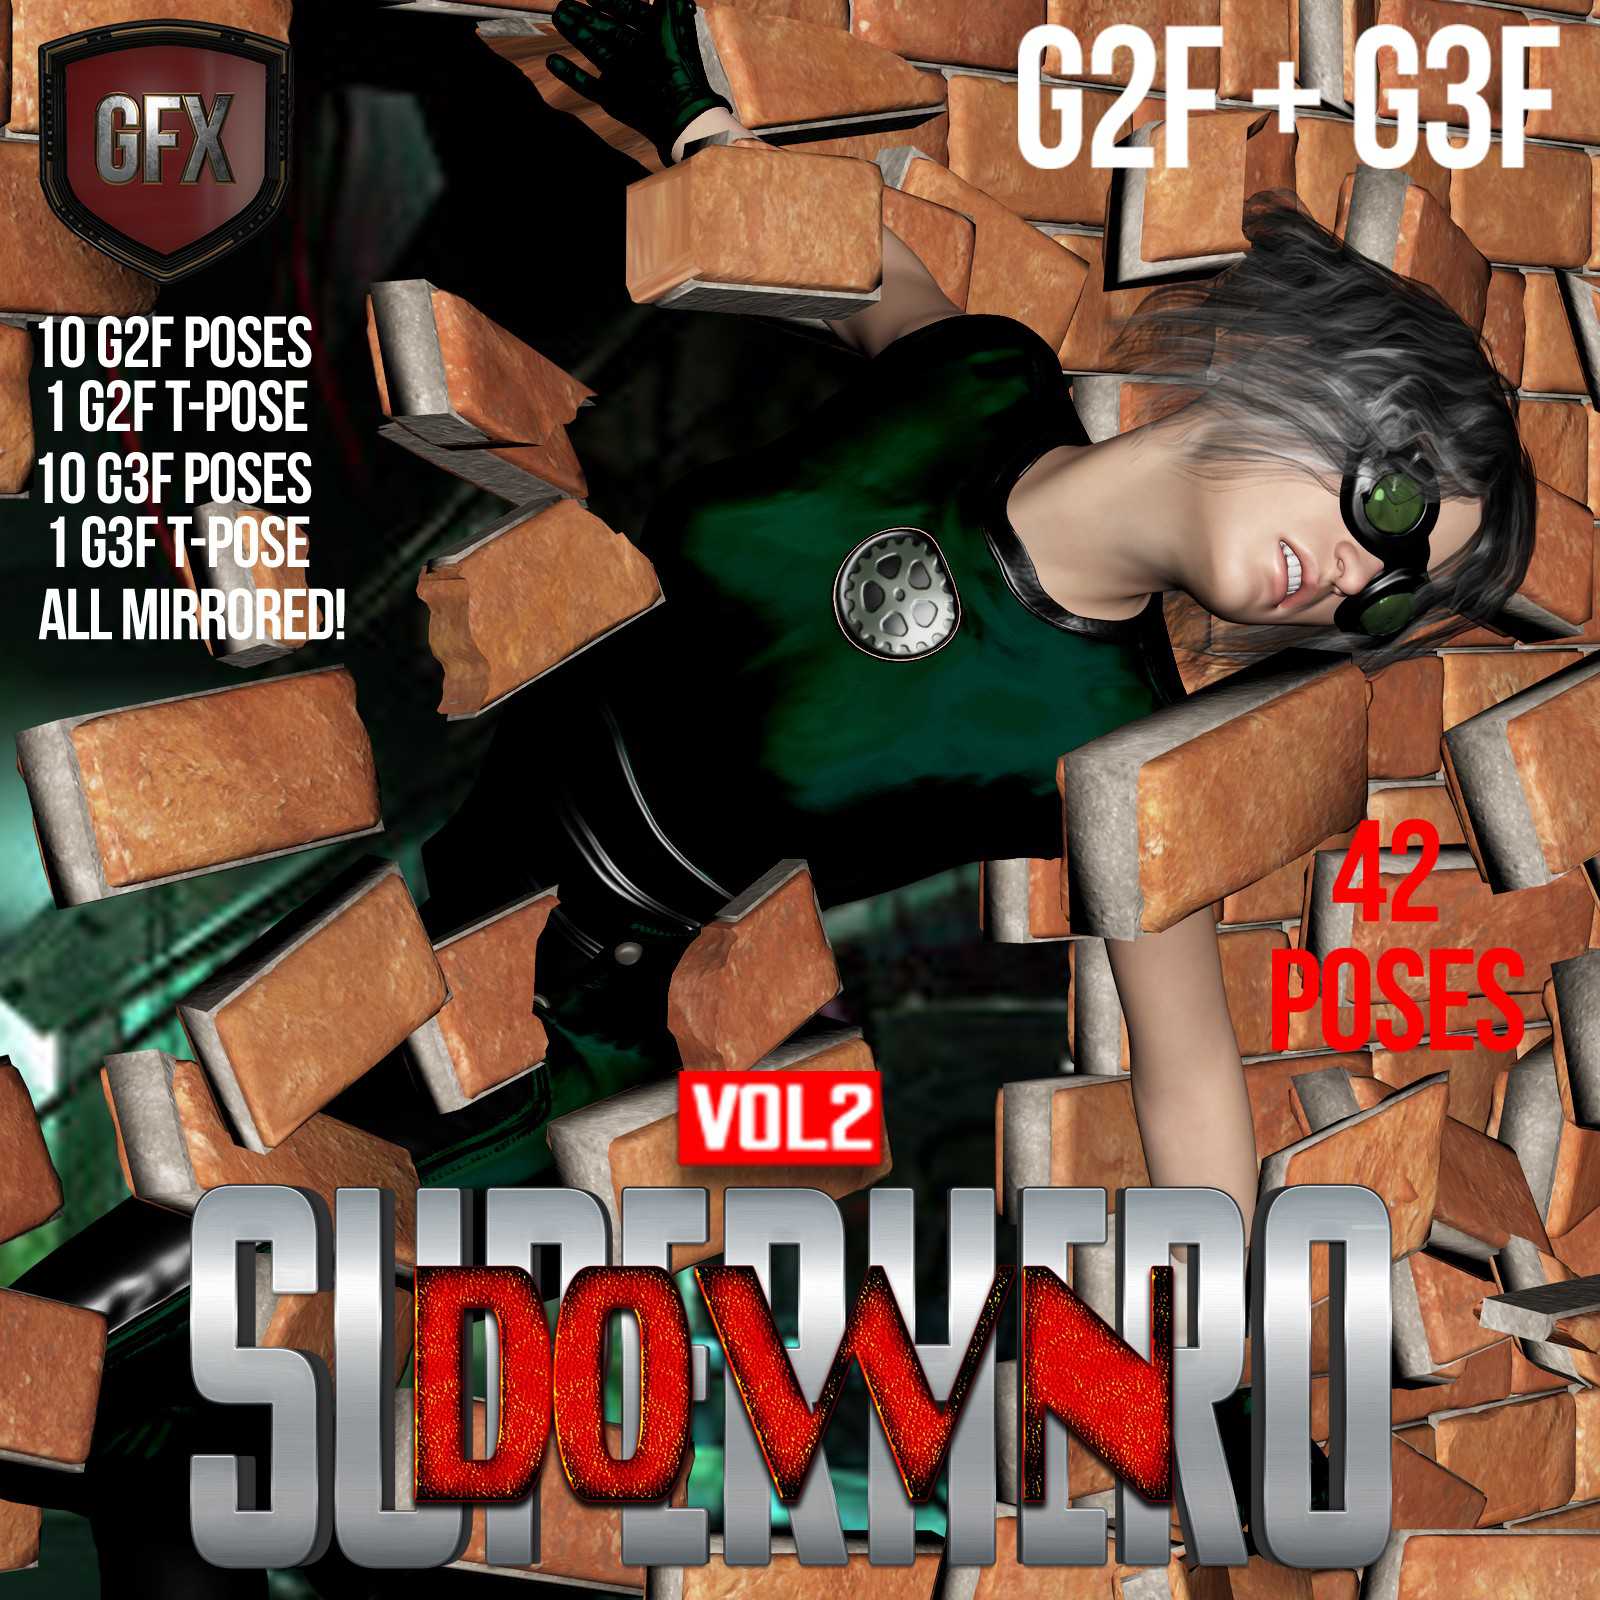 GFX
G2F + G3F
10 G2F POSES
1 G2F T-POSE
10 G3F POSES
1 G3F T-POSE
ALL MIRRORED!
42
POSES
VOL2
SUPERHERO
DOWN